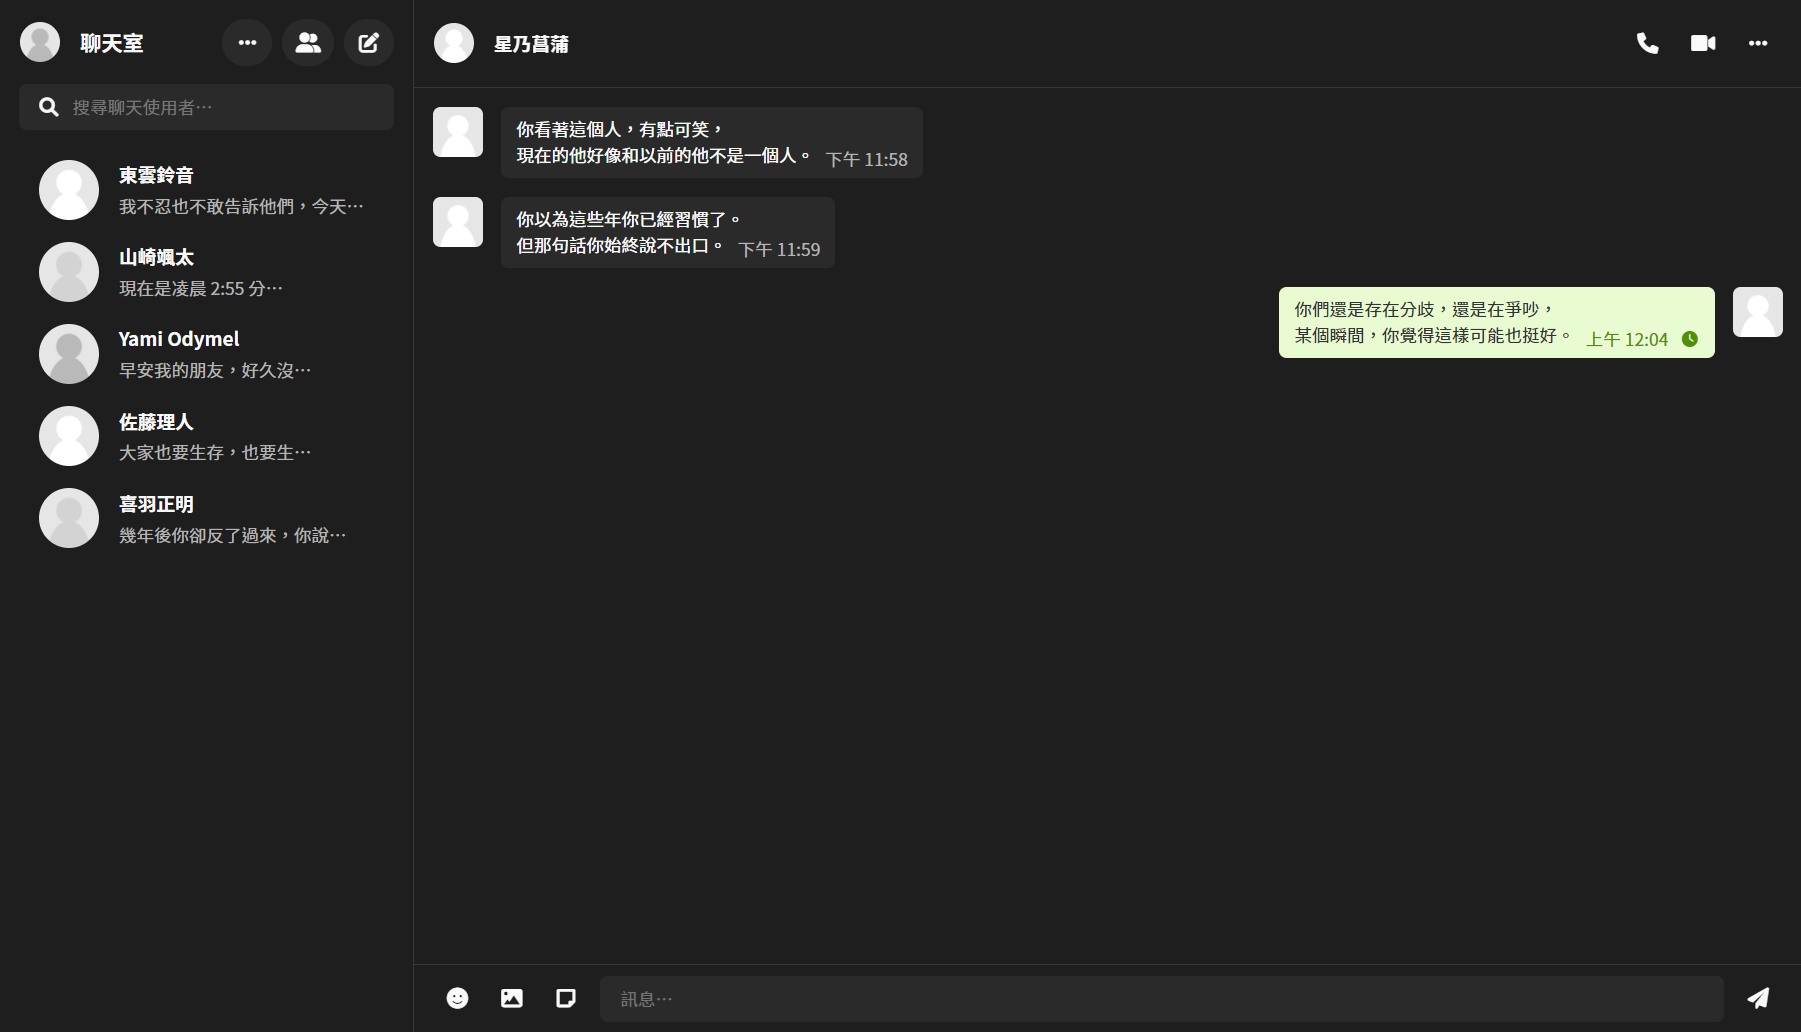 聊天室
搜尋聊天使用者…
東雲鈴音
我不忍也不敢告訴他們，今天…
山崎颯太
現在是凌晨 2:55 分…
Yami Odymel
早安我的朋友，好久沒…
佐藤理人
大家也要生存，也要生…
喜羽正明
幾年後你卻反了過來，你說…
星乃菖蒲
你看著這個人，有點可笑，
現在的他好像和以前的他不是一個人。 下午 11:58
你以為這些年你已經習慣了。
但那句話你始終說不出口。 下午 11:59
你們還是存在分歧，還是在爭吵，
某個瞬間，你覺得這樣可能也挺好。 上午 12:04
訊息…